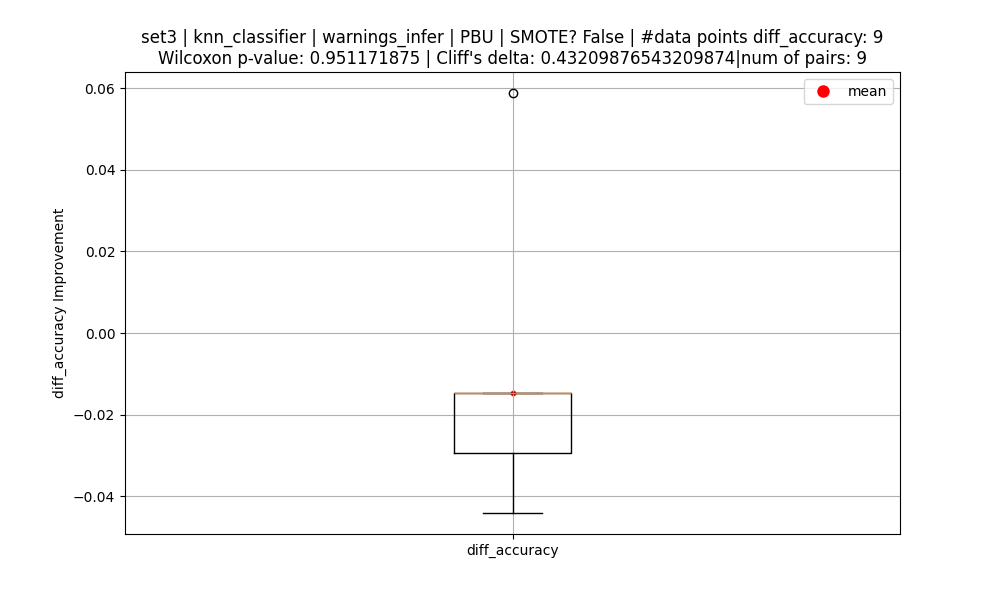 set3 | knn_classifier | warnings_infer | PBU | SMOTE? False | #data points diff_accuracy: 9
Wilcoxon p-value: 0.951171875 | Cliff's delta: 0.43209876543209874|num of pairs: 9
mean
0.06
0.04
0.02
0.00
−0.02
−0.04
diff_accuracy Improvement
diff_accuracy